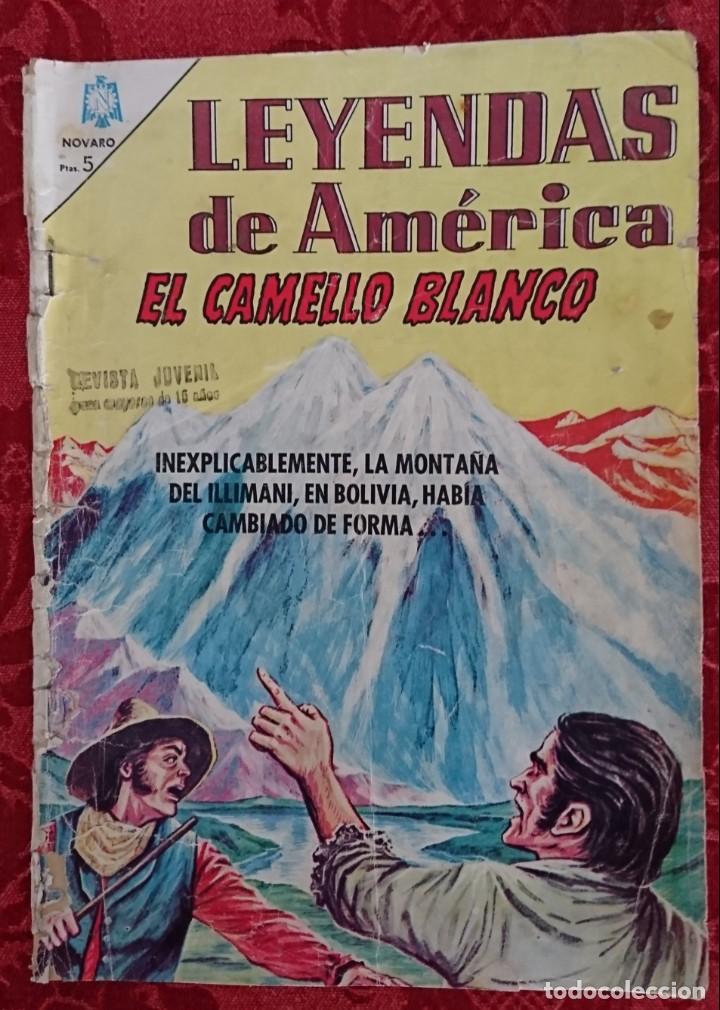 N
NOVARO
Ptas. 5
LEYENDAS
de América
EL CAMELLO BLANCO
REVISTA JUVENIL
para mayores de 16 años
INEXPLICABLEMENTE, LA MONTAÑA
DEL ILLIMANI, EN BOLIVIA, HABÍA
CAMBIADO DE FORMA...
todocoleccion